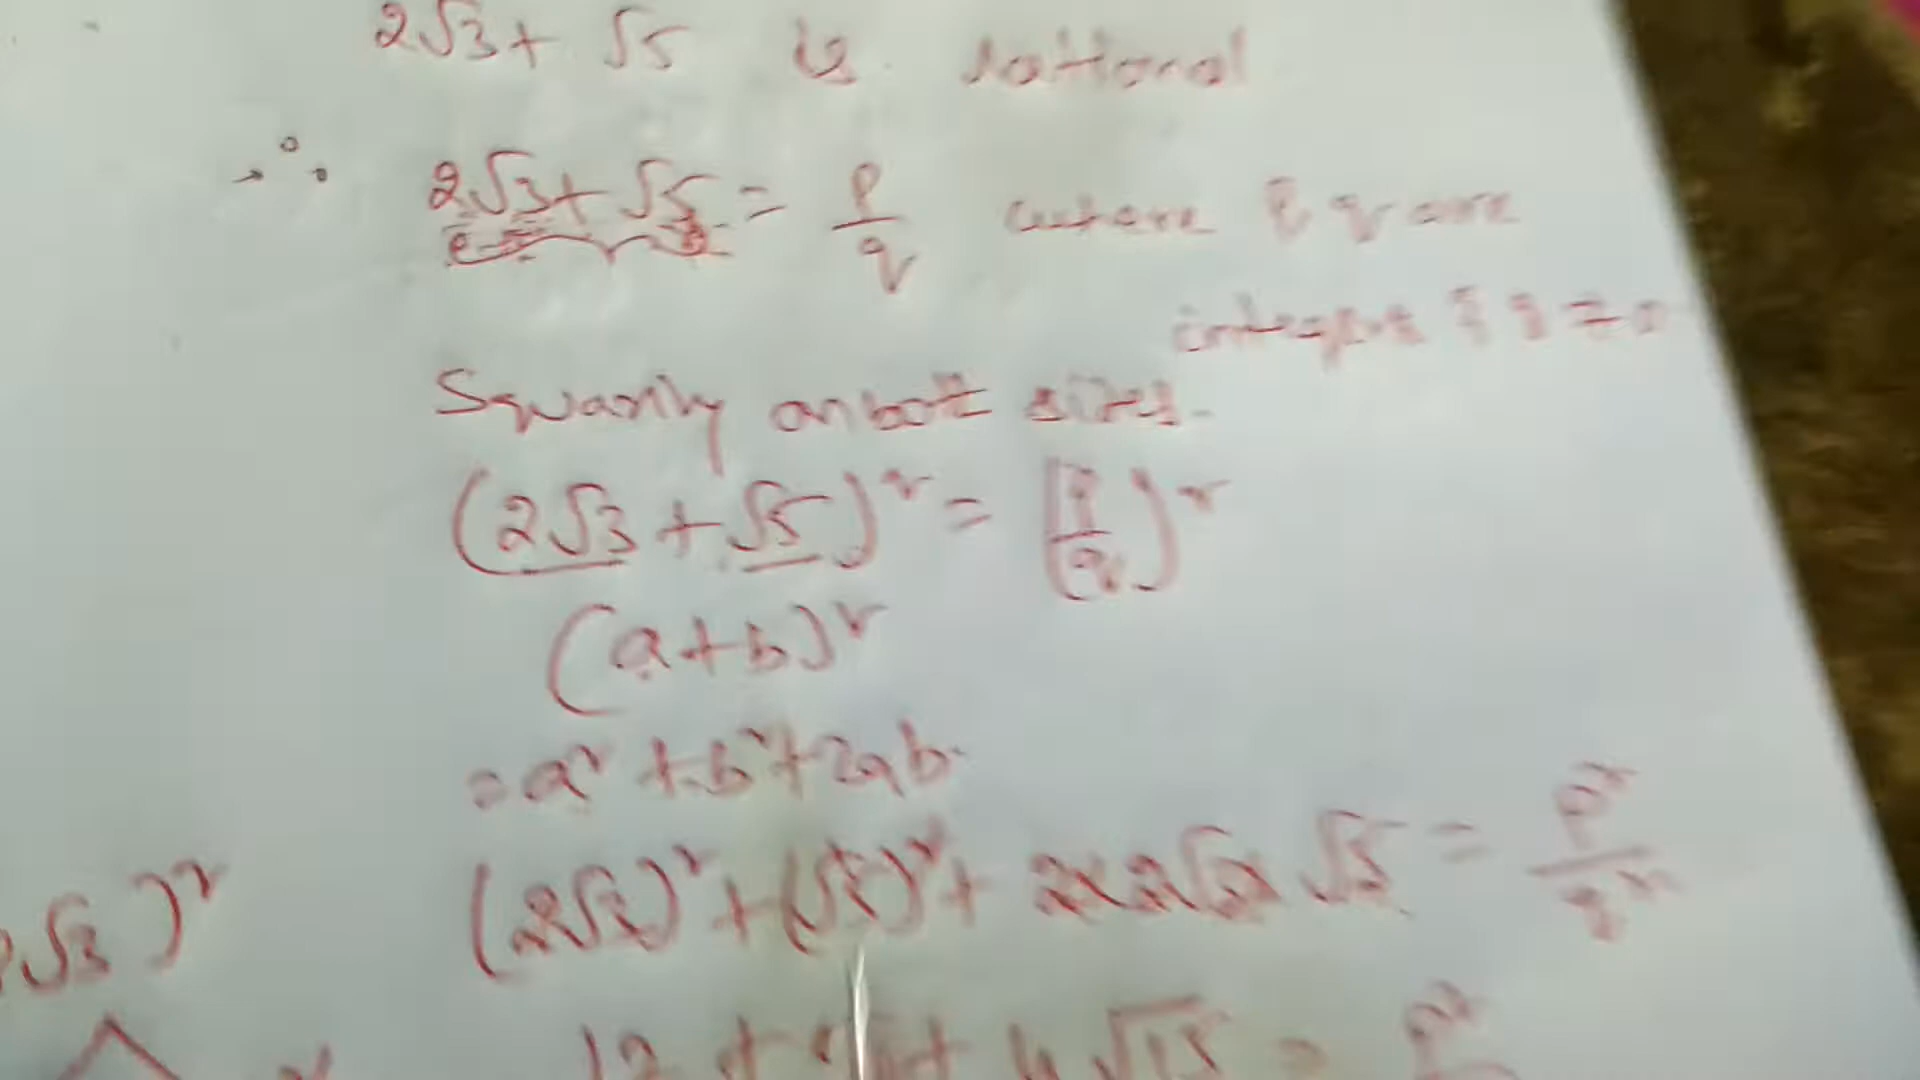 2√3 + √5 is rational
∴ 2√3 + √5 = p/q where p & q are
integers & q ≠ 0
Squaring on both sides.
(2√3 + √5)² = (p/q)²
(a+b)²
= a² + b² + 2ab.
(2√3)² + (√5)² + 2×2√3×√5 = p²/q²
√3)²
12 + 5 + 4√15 = p²